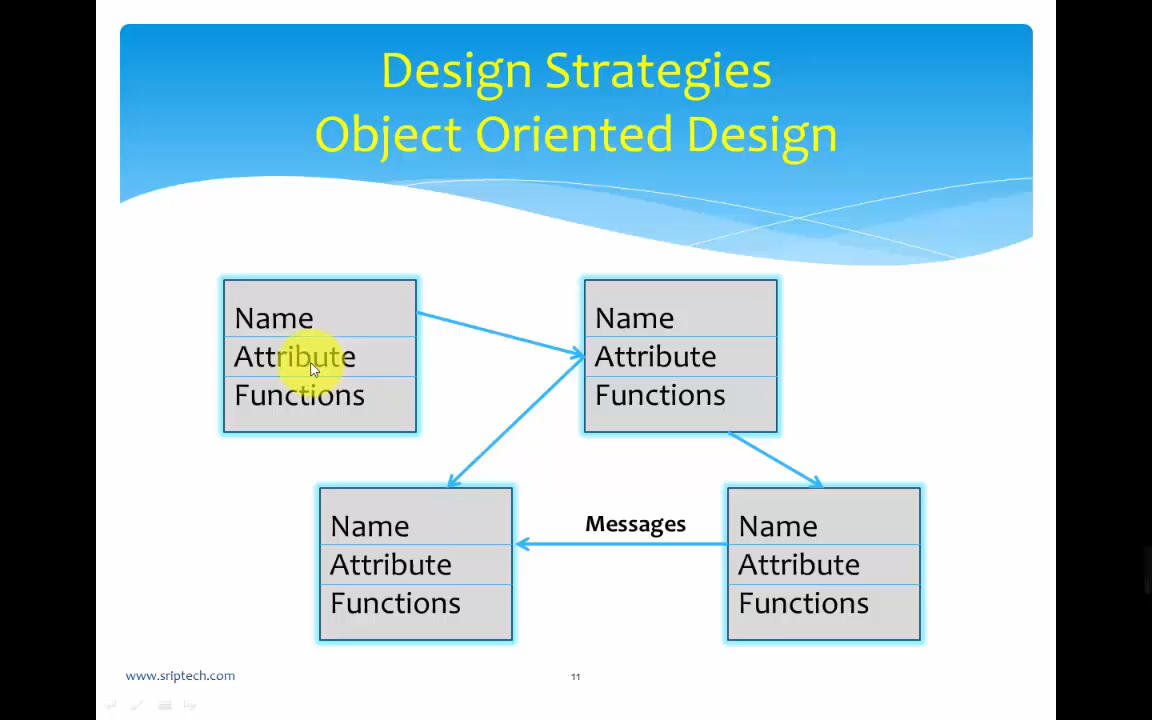 Design Strategies
Object Oriented Design
Name
Attribute
Functions
Name
Attribute
Functions
Messages
Name
Attribute
Functions
Name
Attribute
Functions
www.sriptech.com
11